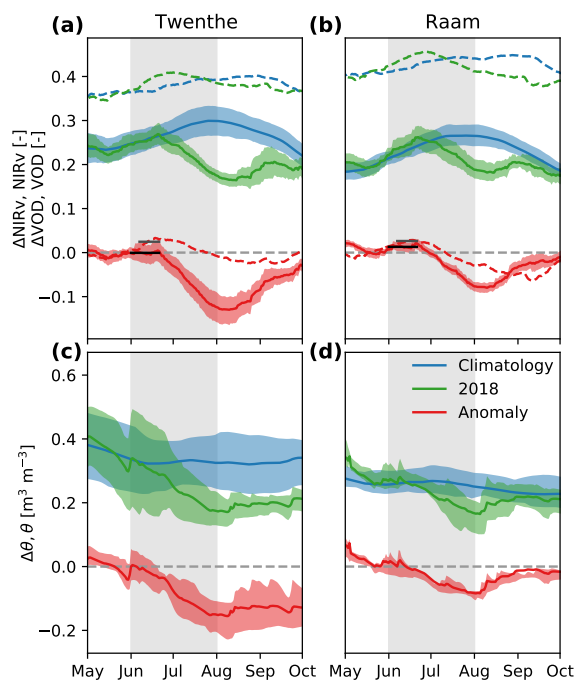 (a) Twenthe
(b) Raam
ΔNIRv, NIRv [-]
ΔVOD, VOD [-]
0.4
0.3
0.2
0.1
0.0
−0.1
(c)
(d)
Δθ, θ [m³ m⁻³]
0.6
0.4
0.2
0.0
−0.2
Climatology
2018
Anomaly
May Jun Jul Aug Sep Oct
May Jun Jul Aug Sep Oct